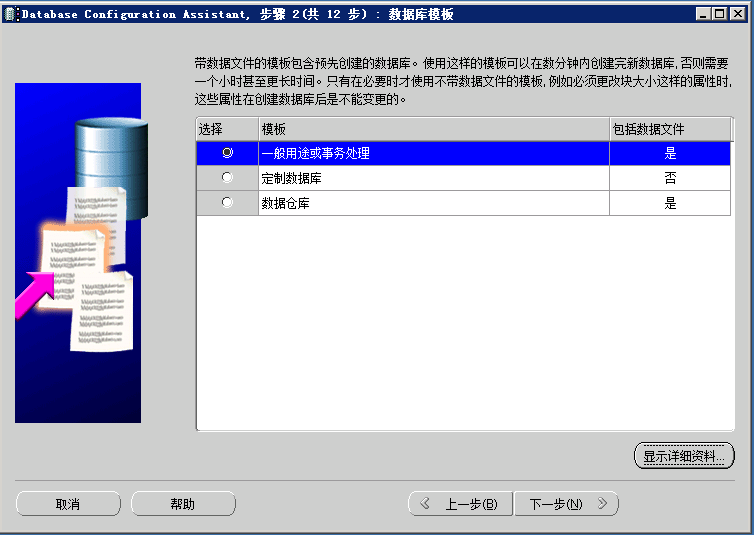 Database Configuration Assistant, 步骤 2(共 12 步) : 数据库模板
带数据文件的模板包含预先创建的数据库。使用这样的模板可以在数分钟内创建完新数据库,否则需要
一个小时甚至更长时间。只有在必要时才使用不带数据文件的模板,例如必须更改块大小这样的属性时,
这些属性在创建数据库后是不能变更的。
选择 模板 包括数据文件
一般用途或事务处理 是
定制数据库 否
数据仓库 是
显示详细资料...
取消 帮助 上一步(B) 下一步(N)